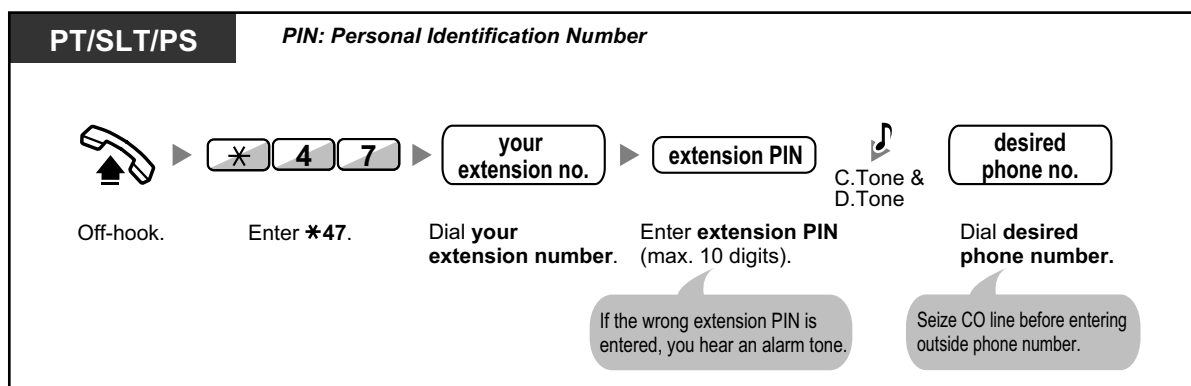 PT/SLT/PS
PIN: Personal Identification Number
✳ 4 7
your
extension no.
extension PIN
C.Tone &
D.Tone
desired
phone no.
Off-hook.
Enter ✳47.
Dial your
extension number.
Enter extension PIN
(max. 10 digits).
Dial desired
phone number.
If the wrong extension PIN is
entered, you hear an alarm tone.
Seize CO line before entering
outside phone number.